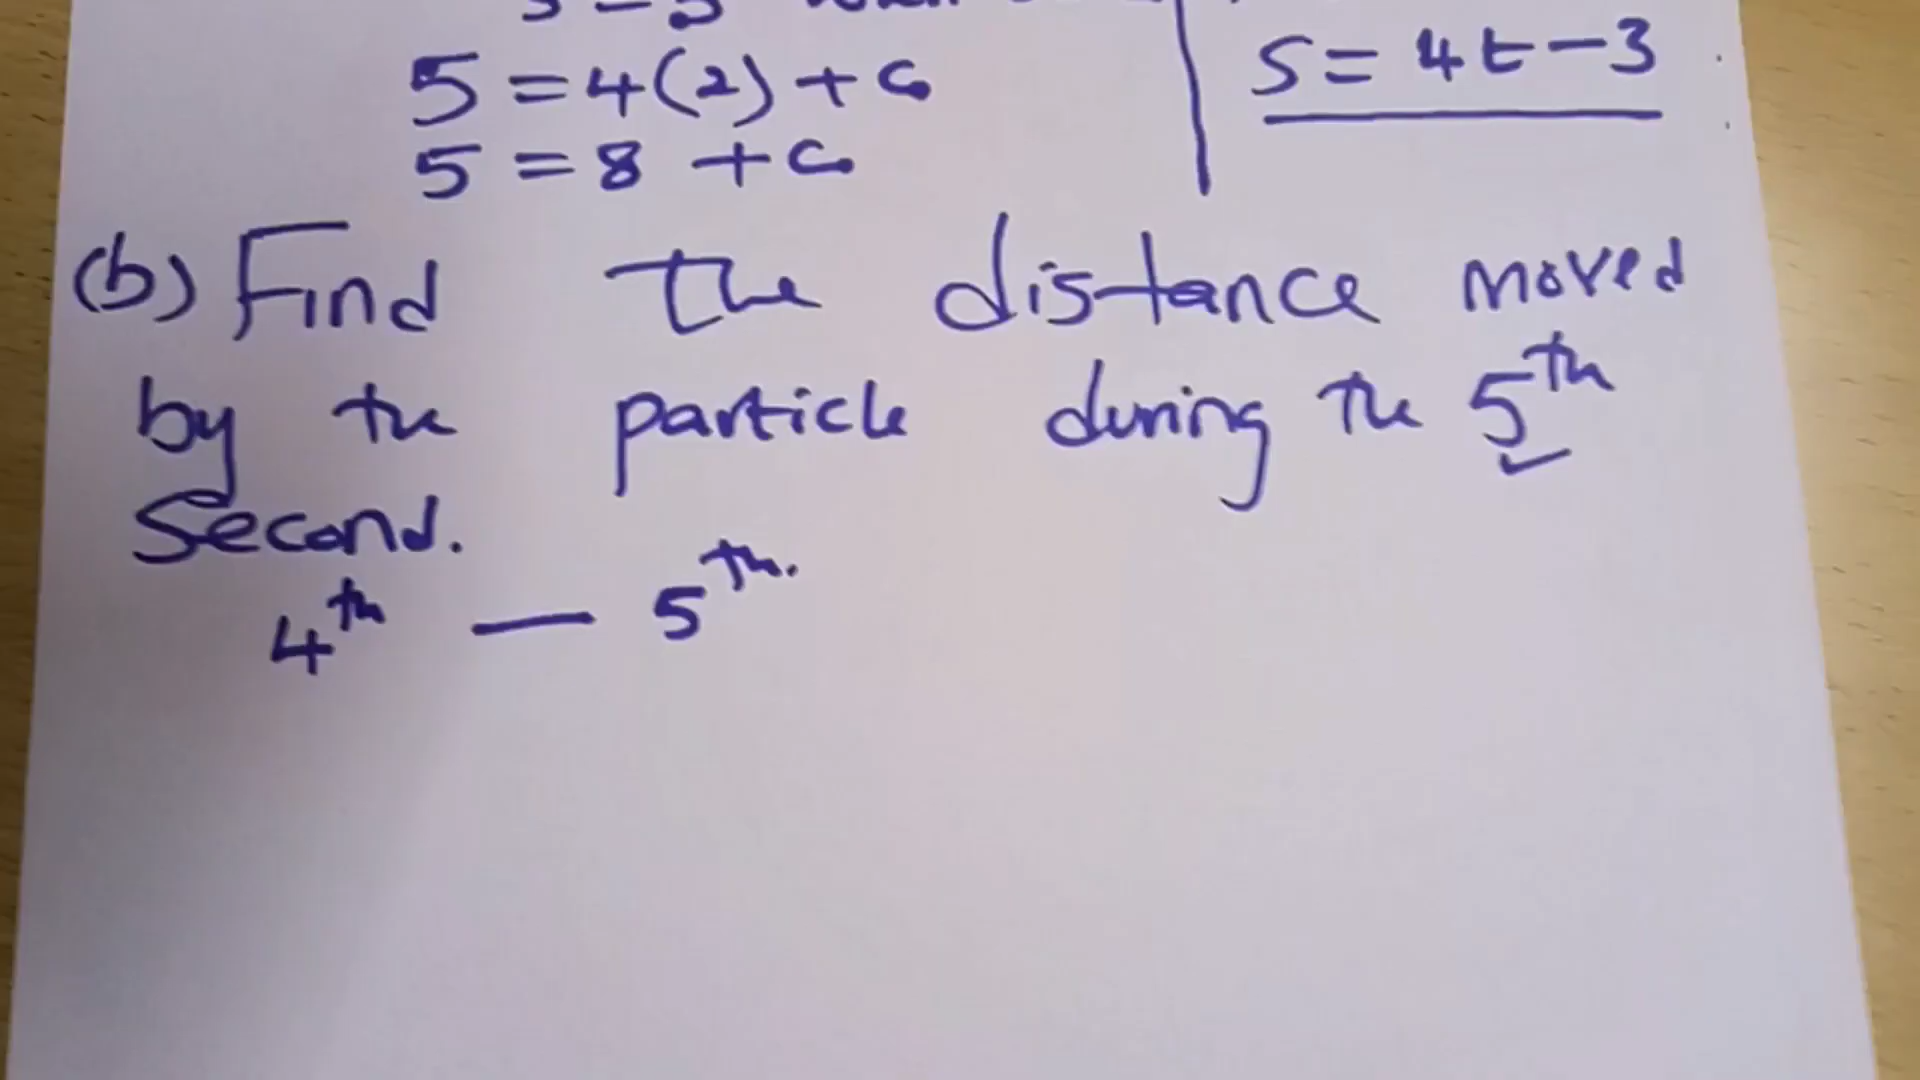 5 = 4(2) + C
5 = 8 + C
S = 4t - 3
(b) Find the distance moved
by the particle during the 5th
Second.
4th — 5th.